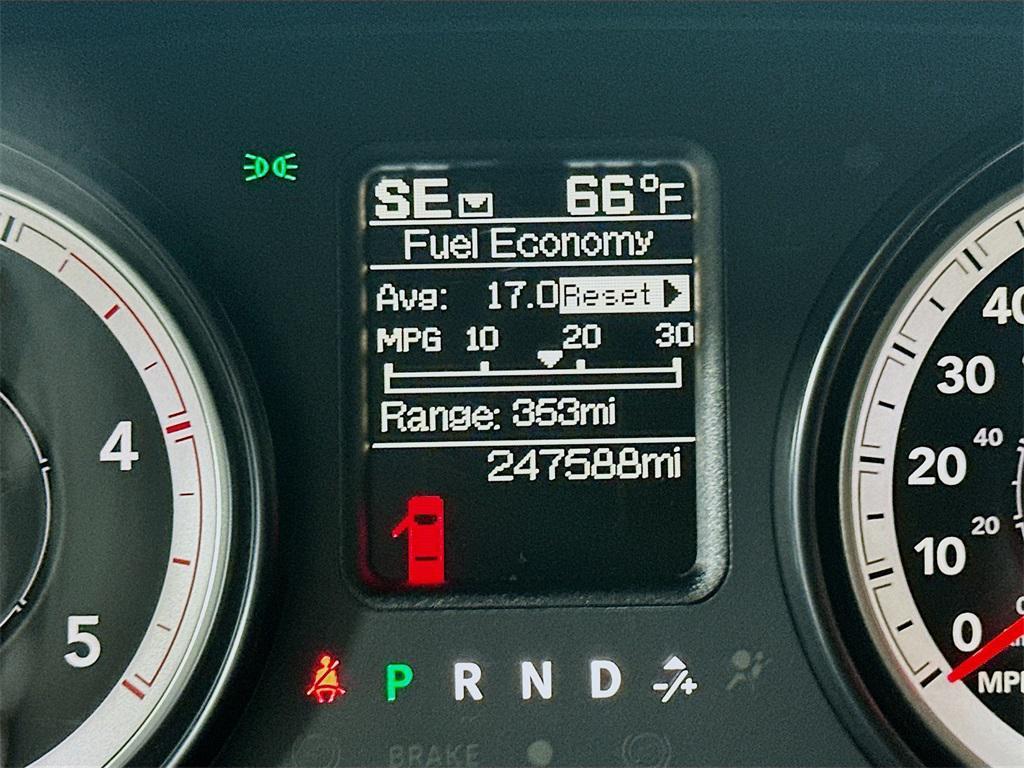 SE 66°F
Fuel Economy
Avg: 17.0 Reset
MPG 10 20 30
Range: 353mi
247588mi
4
5
P R N D
BRAKE
40
30
20
10
0
40
20